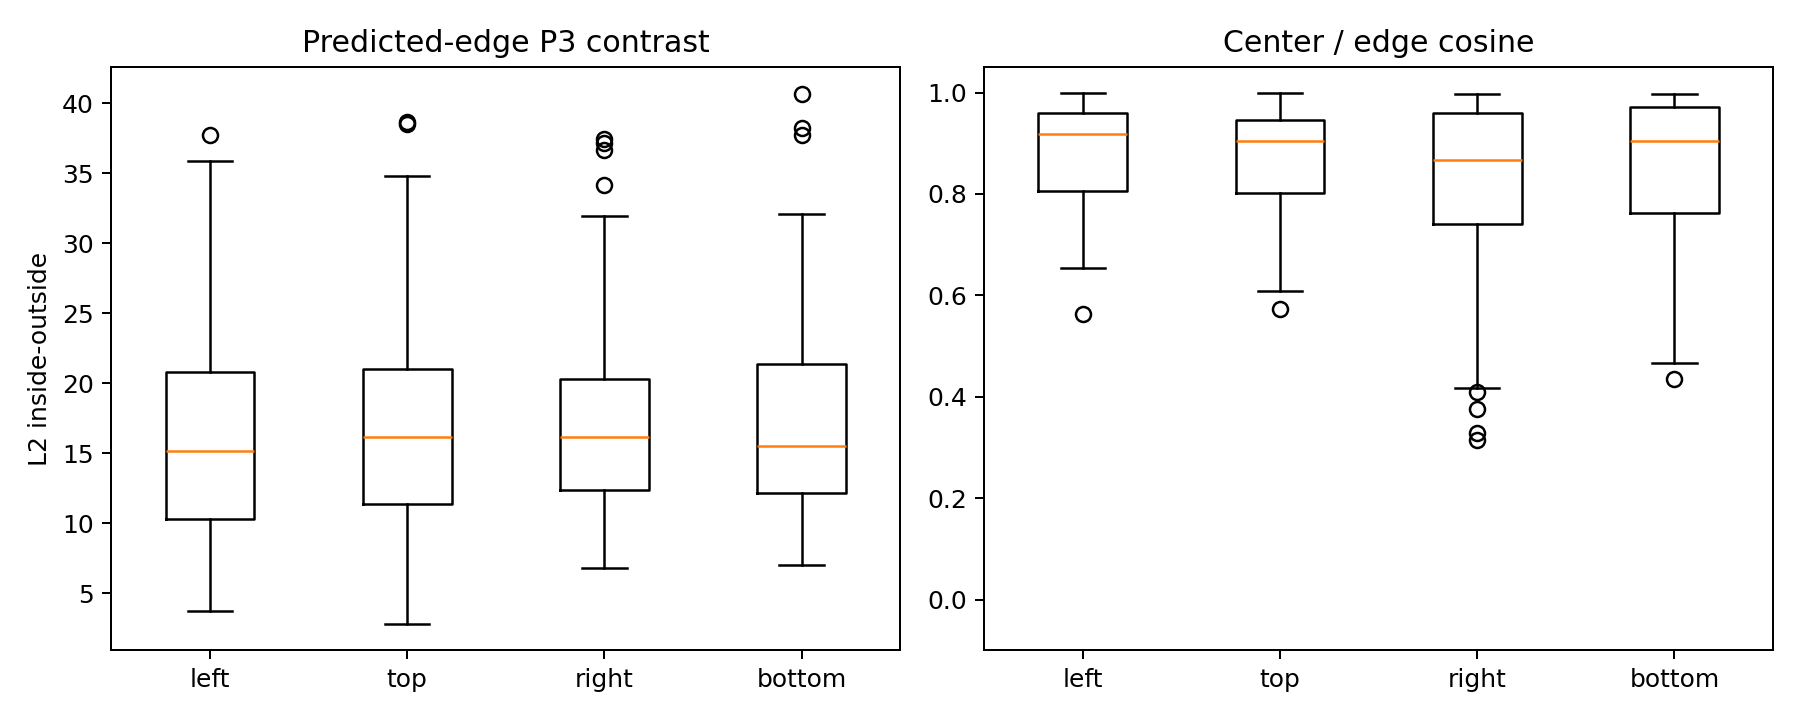 Predicted-edge P3 contrast
L2 inside-outside
40
35
30
25
20
15
10
5
left top right bottom
Center / edge cosine
1.0
0.8
0.6
0.4
0.2
0.0
left top right bottom